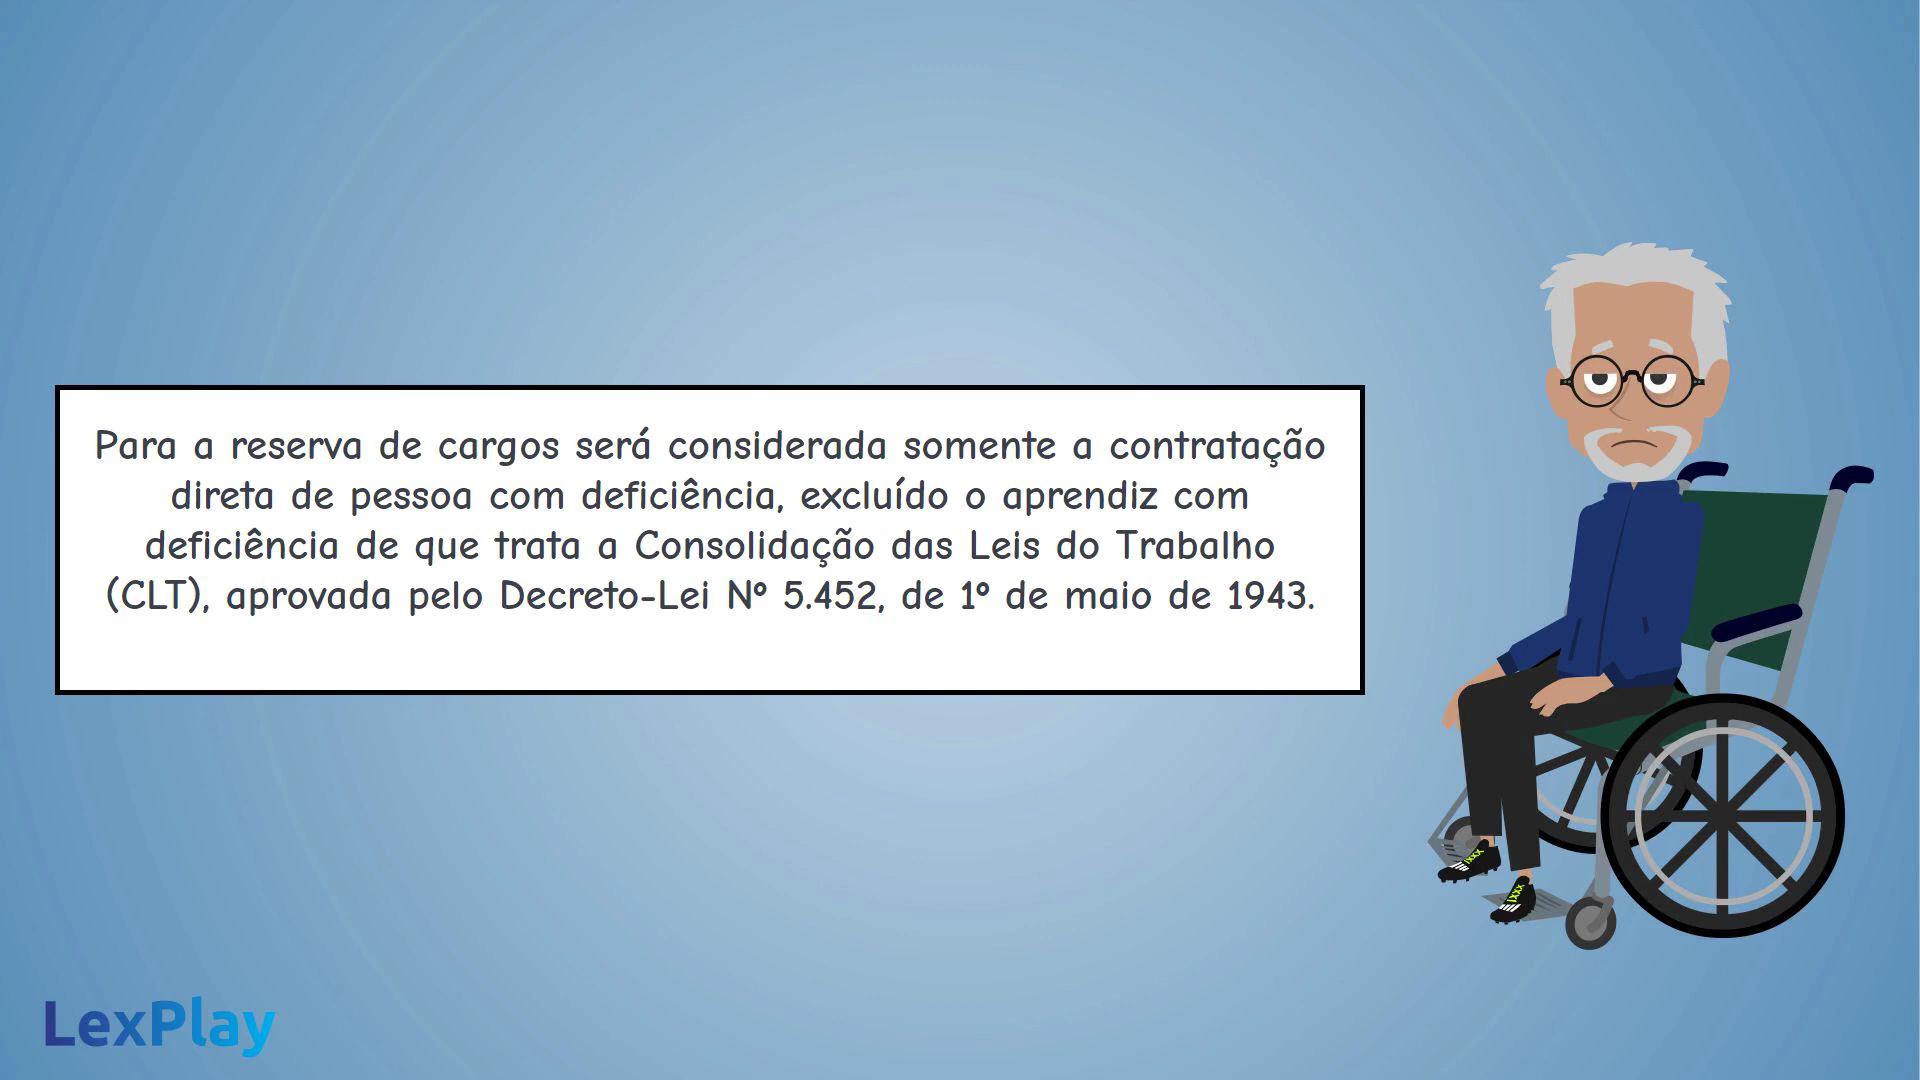 Para a reserva de cargos será considerada somente a contratação
direta de pessoa com deficiência, excluído o aprendiz com
deficiência de que trata a Consolidação das Leis do Trabalho
(CLT), aprovada pelo Decreto-Lei Nº 5.452, de 1º de maio de 1943.
LexPlay